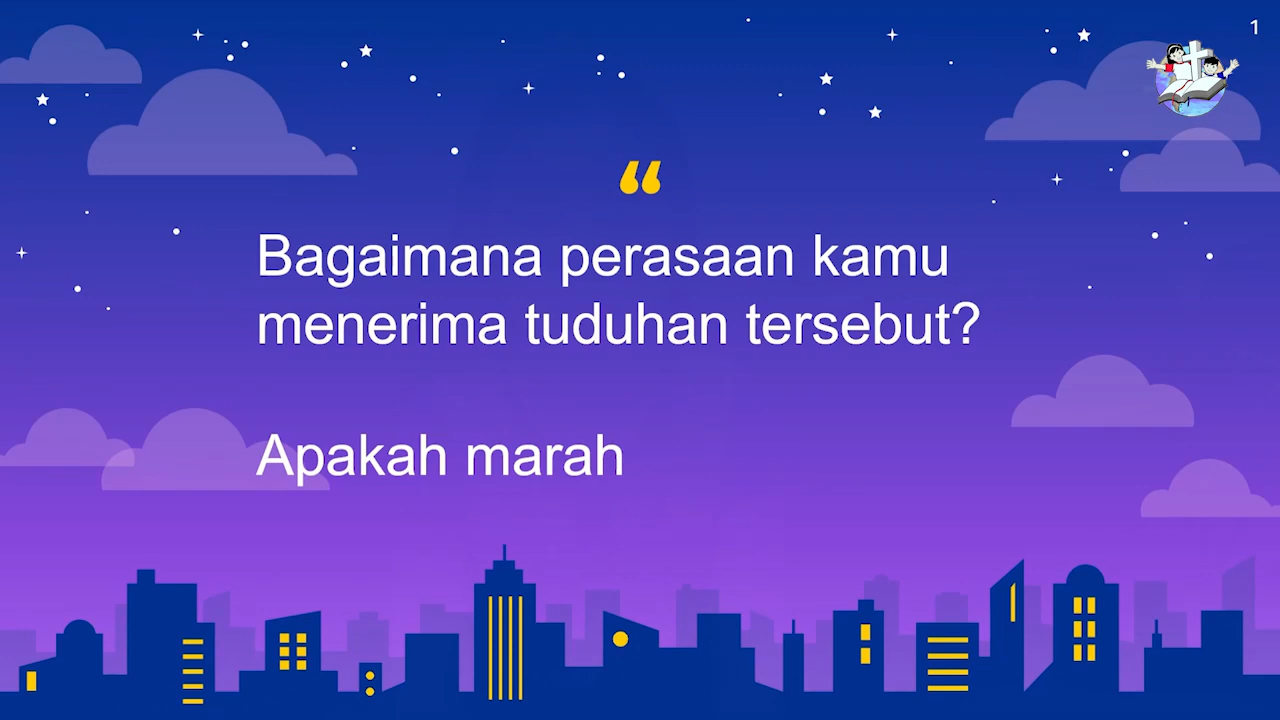 1
“
Bagaimana perasaan kamu
menerima tuduhan tersebut?
Apakah marah